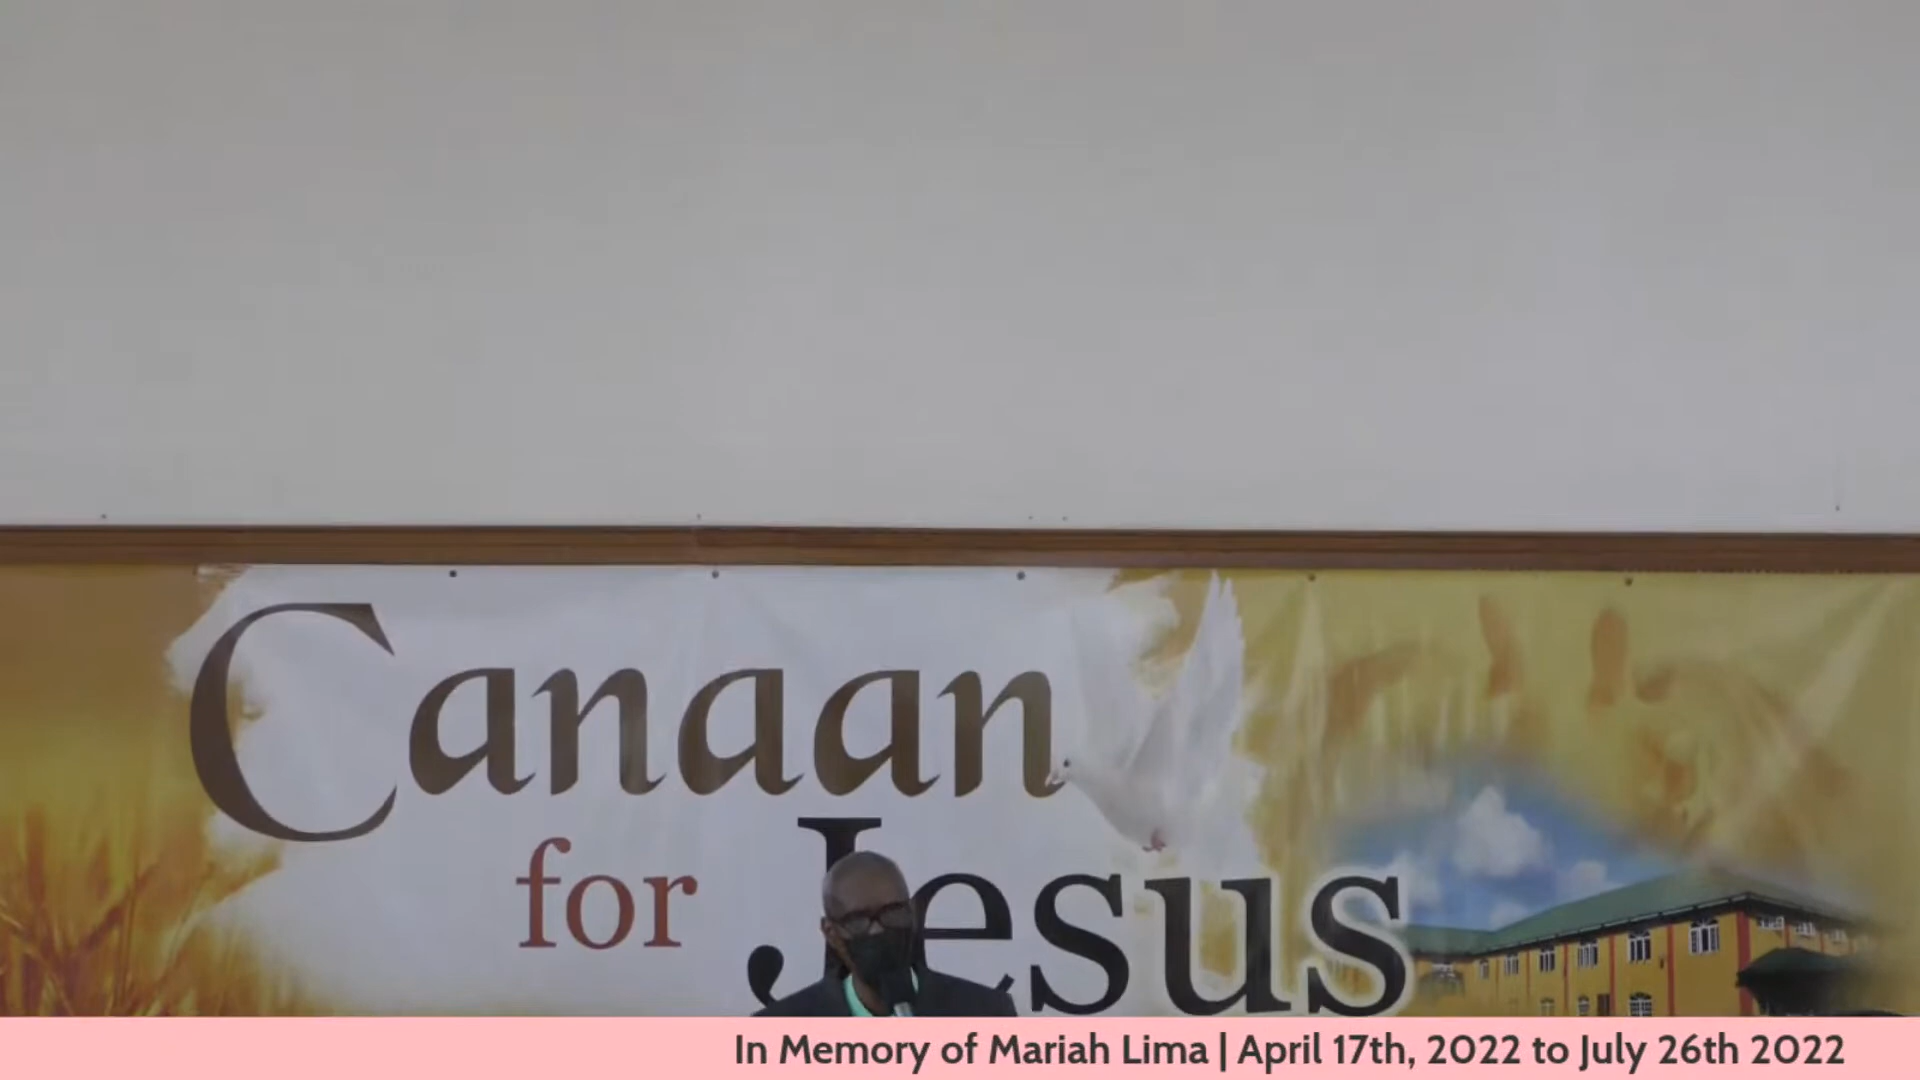 Canaan
for Jesus
In Memory of Mariah Lima | April 17th, 2022 to July 26th 2022